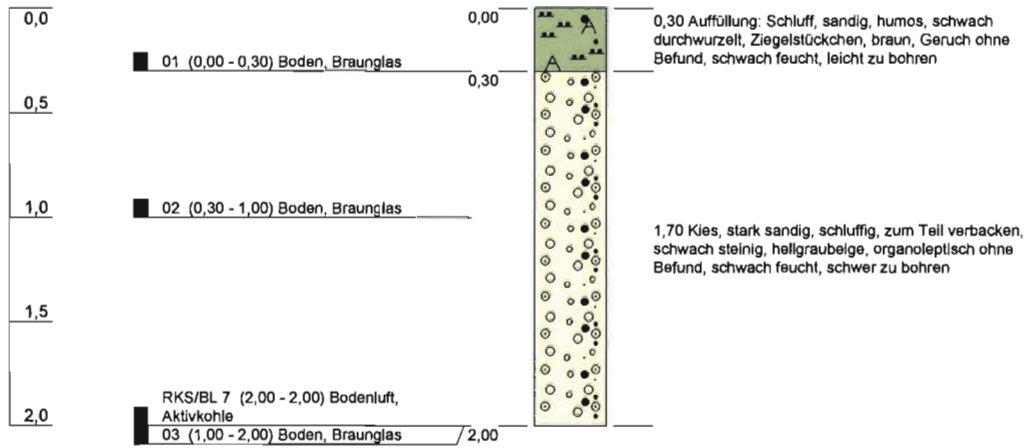 0,0
0,5
1,0
1,5
2,0
01 (0,00 - 0,30) Boden, Braunglas
02 (0,30 - 1,00) Boden, Braunglas
RKS/BL 7 (2,00 - 2,00) Bodenluft,
Aktivkohle
03 (1,00 - 2,00) Boden, Braunglas
0,00
0,30
2,00
A
A
0,30 Auffüllung: Schluff, sandig, humos, schwach
durchwurzelt, Ziegelstückchen, braun, Geruch ohne
Befund, schwach feucht, leicht zu bohren
1,70 Kies, stark sandig, schluffig, zum Teil verbacken,
schwach steinig, hellgraubeige, organoleptisch ohne
Befund, schwach feucht, schwer zu bohren